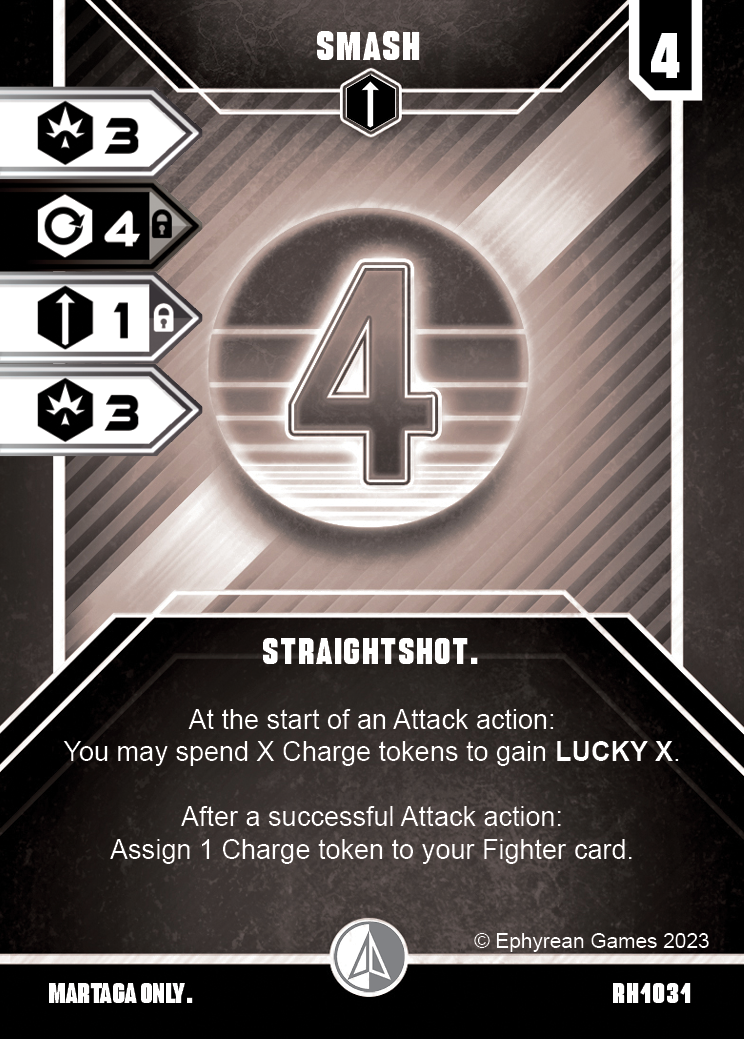 SMASH
4
3
4
1
3
4
STRAIGHTSHOT.
At the start of an Attack action:
You may spend X Charge tokens to gain LUCKY X.
After a successful Attack action:
Assign 1 Charge token to your Fighter card.
© Ephyrean Games 2023
MARTAGA ONLY.
RH1031